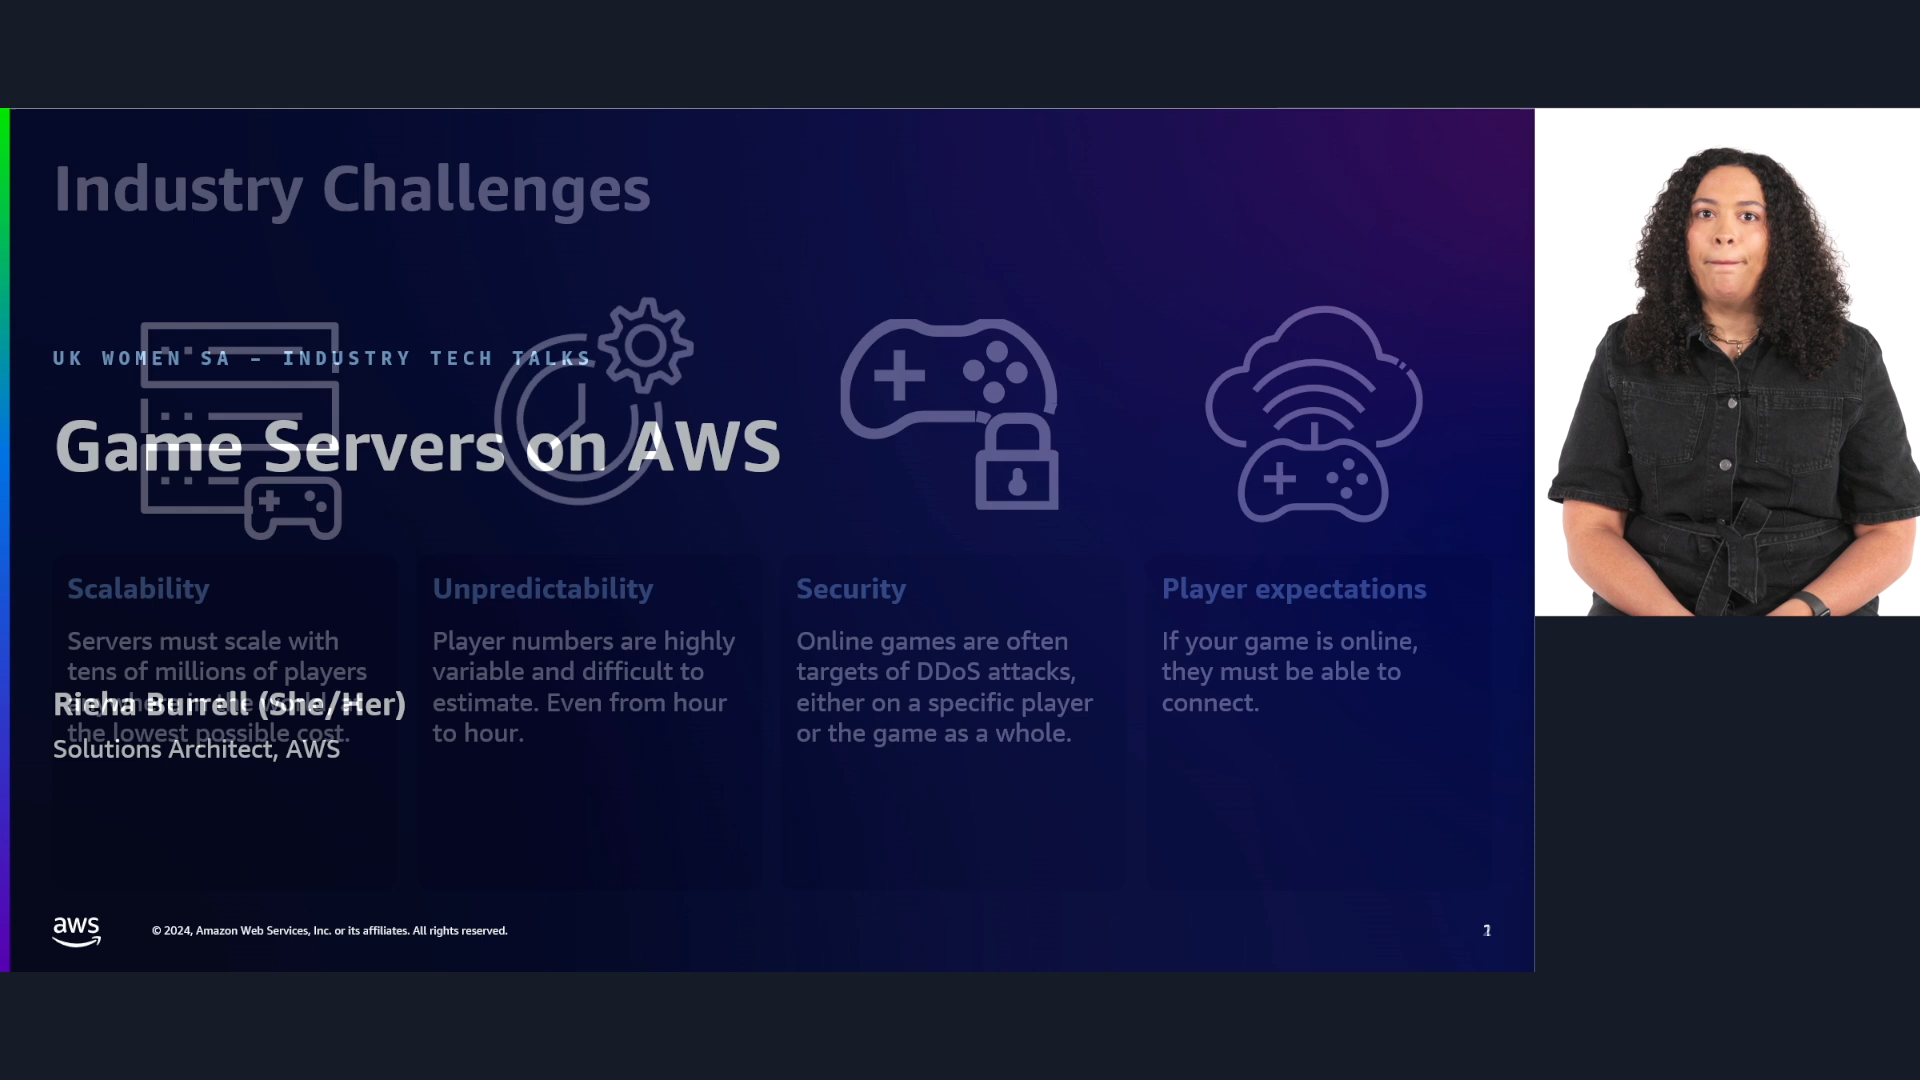 Industry Challenges
UK WOMEN SA – INDUSTRY TECH TALKS
Game Servers on AWS
Scalability
Servers must scale with
tens of millions of players
the lowest possible cost.
Unpredictability
Player numbers are highly
variable and difficult to
estimate. Even from hour
to hour.
Security
Online games are often
targets of DDoS attacks,
either on a specific player
or the game as a whole.
Player expectations
If your game is online,
they must be able to
connect.
Burrell (She/Her)
Solutions Architect, AWS
aws
© 2024, Amazon Web Services, Inc. or its affiliates. All rights reserved.